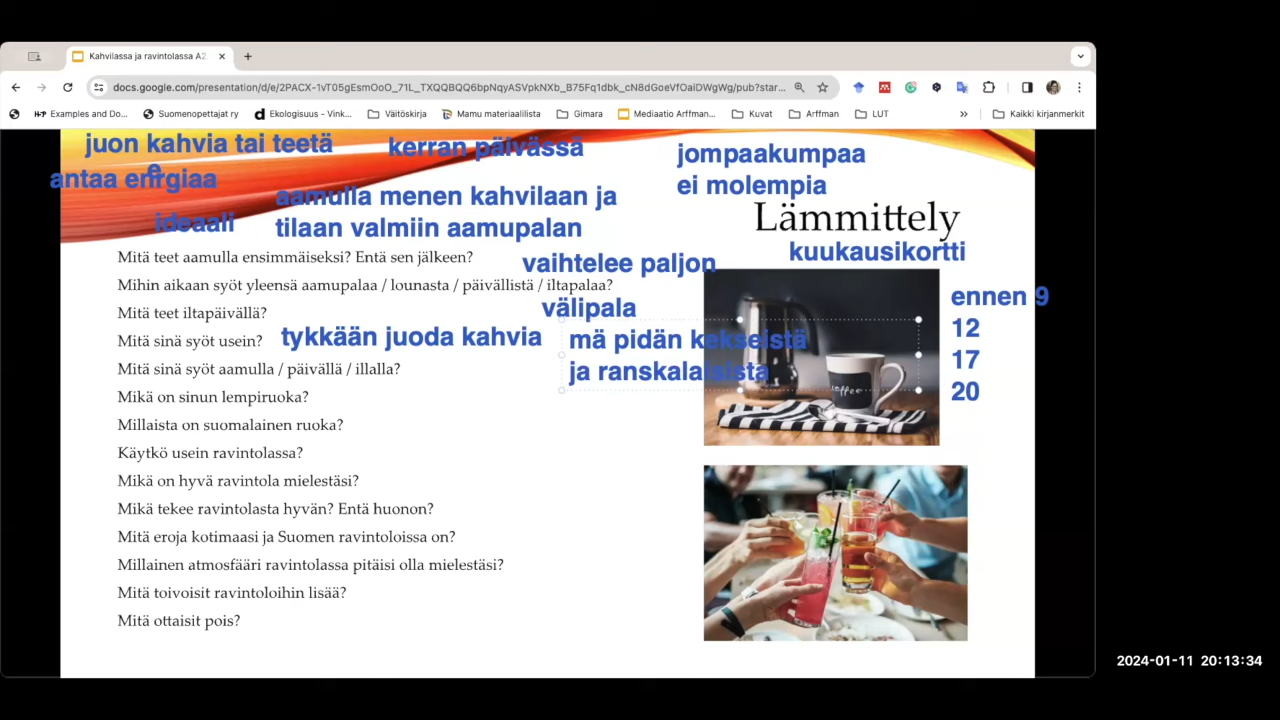 Kahvilassa ja ravintolassa A2
docs.google.com/presentation/d/e/2PACX-1vT05gEsmOoO_71L_TXQQBQQ6bpNqyASVpkNXb_B75Fq1dbk_cN8dGoeVfOaiDWgWg/pub?star...
Examples and Do...
Suomenopettajat ry
Ekologisuus - Vink...
Väitöskirja
Mamu materiaalilista
Gimara
Mediaatio Arffman...
Kuvat
Arffman
LUT
Kaikki kirjanmerkit
juon kahvia tai teetä
kerran päivässä
jompaakumpaa
ei molempia
e
antaa enrgiaa
aamulla menen kahvilaan ja
tilaan valmiin aamupalan
ideaali
Lämmittely
kuukausikortti
Mitä teet aamulla ensimmäiseksi? Entä sen jälkeen?
vaihtelee paljon
Mihin aikaan syöt yleensä aamupalaa / lounasta / päivällistä / iltapalaa?
ennen 9
12
17
20
Mitä teet iltapäivällä?
välipala
Mitä sinä syöt usein?
tykkään juoda kahvia
mä pidän kekseistä
ja ranskalaisista
Mitä sinä syöt aamulla / päivällä / illalla?
Mikä on sinun lempiruoka?
coffee
Millaista on suomalainen ruoka?
Käytkö usein ravintolassa?
Mikä on hyvä ravintola mielestäsi?
Mikä tekee ravintolasta hyvän? Entä huonon?
Mitä eroja kotimaasi ja Suomen ravintoloissa on?
Millainen atmosfääri ravintolassa pitäisi olla mielestäsi?
Mitä toivoisit ravintoloihin lisää?
Mitä ottaisit pois?
2024-01-11 20:13:34